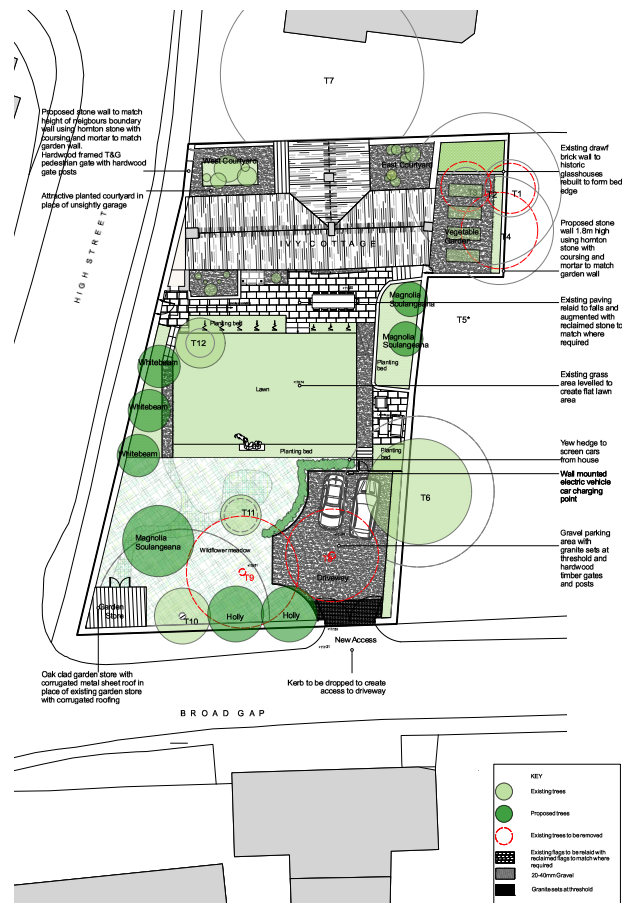 T7
Proposed stone wall to match
height of neigbours boundary
wall using hornton stone with
coursing and mortar to match
garden wall.
Hardwood framed T&G
pedestrian gate with hardwood
gate posts
Attractive planted courtyard in
place of unsightly garage
HIGH STREET
West Courtyard
East Courtyard
IVY COTTAGE
T1
T4
Vegetable
Garden
Existing drawf
brick wall to
historic
glasshouses
rebuilt to form bed
edge
Proposed stone
wall 1.8m high
using hornton
stone with
coursing and
mortar to match
garden wall
T5*
Existing paving
relaid to falls and
augmented with
reclaimed stone to
match where
required
Magnolia
Soulangeana
Magnolia
Soulangeana
Planting
bed
Planting bed
T12
Whitebeam
Whitebeam
Whitebeam
Lawn
Existing grass
area levelled to
create flat lawn
area
Planting bed
Planting
bed
Yew hedge to
screen cars
from house
Wall mounted
electric vehicle
car charging
point
T6
T11
Magnolia
Soulangeana
Wildflower meadow
T9
Driveway
Gravel parking
area with
granite sets at
threshold and
hardwood
timber gates
and posts
Garden
Store
T10
Holly
Holly
New Access
Oak clad garden store with
corrugated metal sheet roof in
place of existing garden store
with corrugated roofing
Kerb to be dropped to create
access to driveway
BROAD GAP
KEY
Existing trees
Proposed trees
Existing trees to be removed
Existing flags to be relaid with
reclaimed flags to match where
required
20-40mm Gravel
Granite sets at threshold